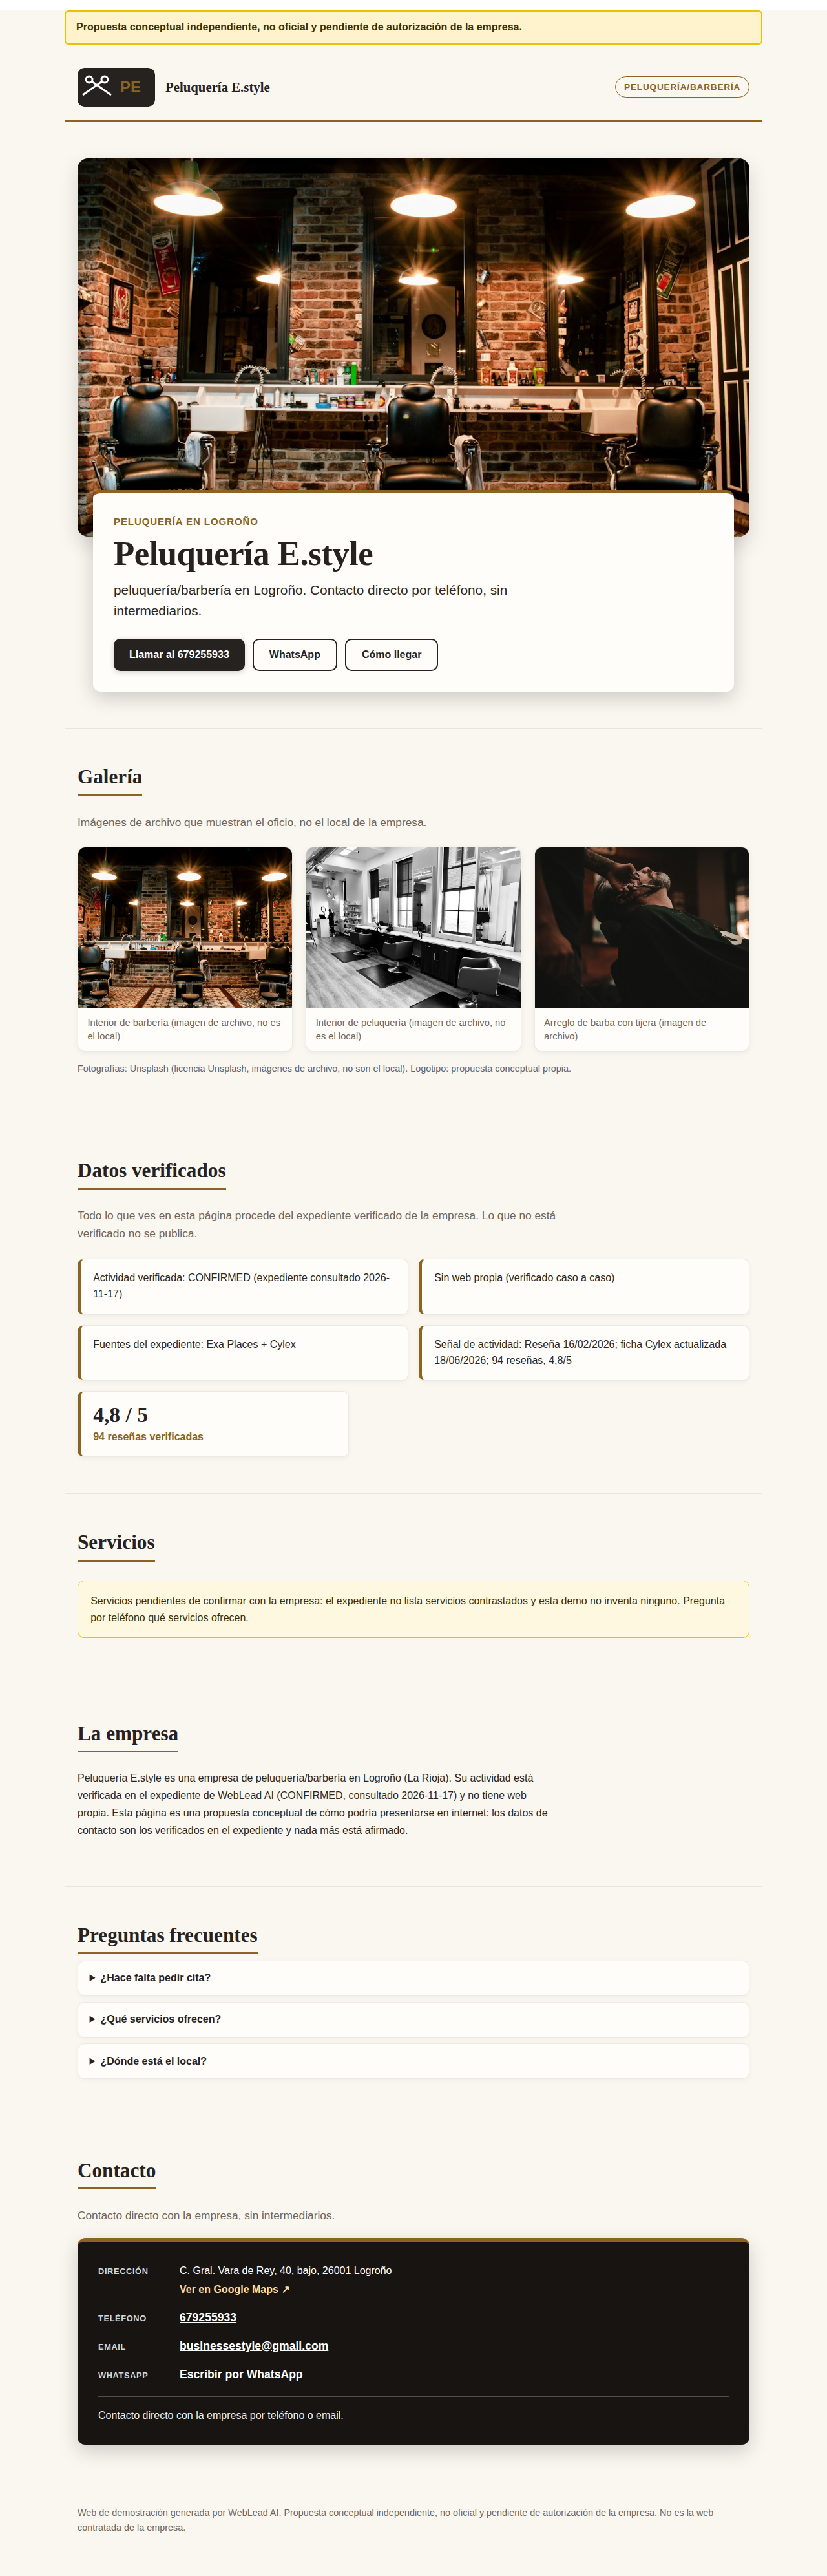 Propuesta conceptual independiente, no oficial y pendiente de autorización de la empresa.
PE
Peluquería E.style
PELUQUERÍA/BARBERÍA
PELUQUERÍA EN LOGROÑO
Peluquería E.style
peluquería/barbería en Logroño. Contacto directo por teléfono, sin
intermediarios.
Llamar al 679255933
WhatsApp
Cómo llegar
Galería
Imágenes de archivo que muestran el oficio, no el local de la empresa.
Interior de barbería (imagen de archivo, no es
el local)
Interior de peluquería (imagen de archivo, no
es el local)
Arreglo de barba con tijera (imagen de
archivo)
Fotografías: Unsplash (licencia Unsplash, imágenes de archivo, no son el local). Logotipo: propuesta conceptual propia.
Datos verificados
Todo lo que ves en esta página procede del expediente verificado de la empresa. Lo que no está
verificado no se publica.
Actividad verificada: CONFIRMED (expediente consultado 2026-
11-17)
Sin web propia (verificado caso a caso)
Fuentes del expediente: Exa Places + Cylex
Señal de actividad: Reseña 16/02/2026; ficha Cylex actualizada
18/06/2026; 94 reseñas, 4,8/5
4,8 / 5
94 reseñas verificadas
Servicios
Servicios pendientes de confirmar con la empresa: el expediente no lista servicios contrastados y esta demo no inventa ninguno. Pregunta
por teléfono qué servicios ofrecen.
La empresa
Peluquería E.style es una empresa de peluquería/barbería en Logroño (La Rioja). Su actividad está
verificada en el expediente de WebLead AI (CONFIRMED, consultado 2026-11-17) y no tiene web
propia. Esta página es una propuesta conceptual de cómo podría presentarse en internet: los datos de
contacto son los verificados en el expediente y nada más está afirmado.
Preguntas frecuentes
¿Hace falta pedir cita?
¿Qué servicios ofrecen?
¿Dónde está el local?
Contacto
Contacto directo con la empresa, sin intermediarios.
DIRECCIÓN
C. Gral. Vara de Rey, 40, bajo, 26001 Logroño
Ver en Google Maps ↗
TELÉFONO
679255933
EMAIL
businessestyle@gmail.com
WHATSAPP
Escribir por WhatsApp
Contacto directo con la empresa por teléfono o email.
Web de demostración generada por WebLead AI. Propuesta conceptual independiente, no oficial y pendiente de autorización de la empresa. No es la web
contratada de la empresa.